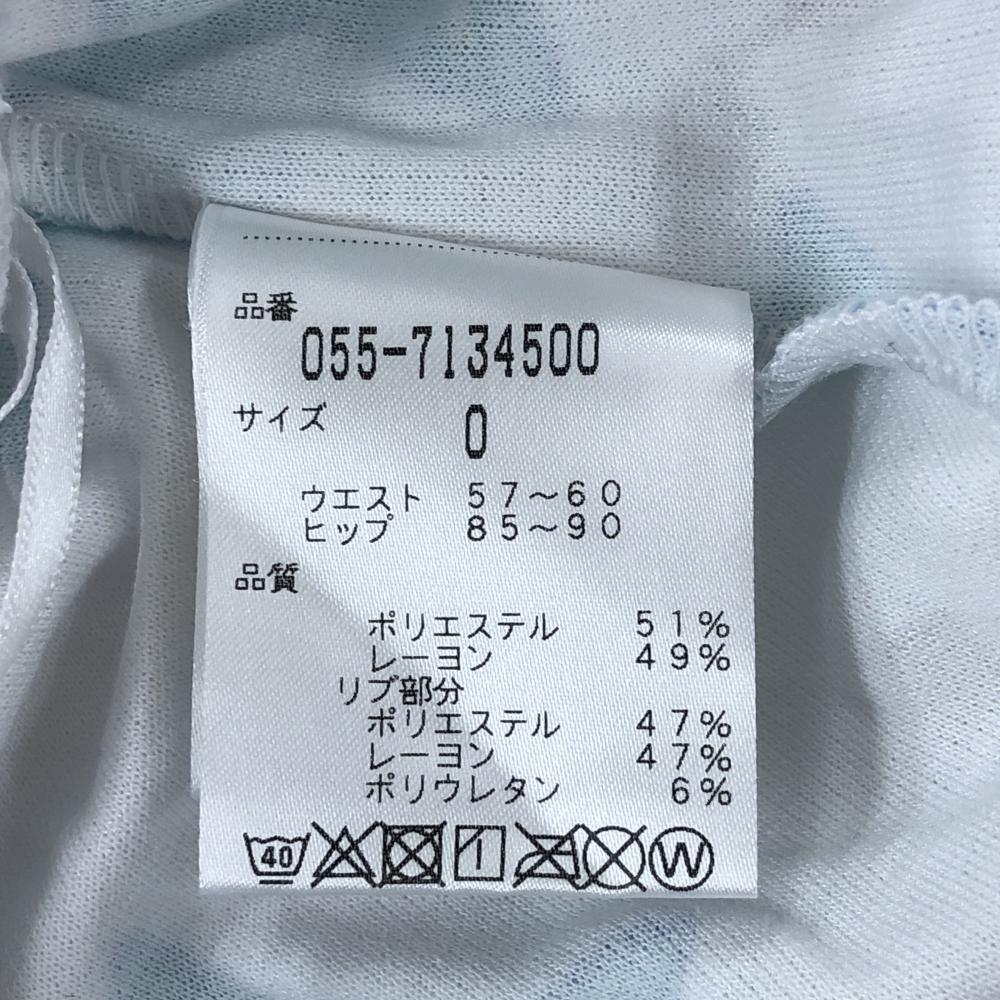 品番
055-7134500
サイズ 0
ウエスト 57〜60
ヒップ 85〜90
品質
ポリエステル 51%
レーヨン 49%
リブ部分
ポリエステル 47%
レーヨン 47%
ポリウレタン 6%
40 W